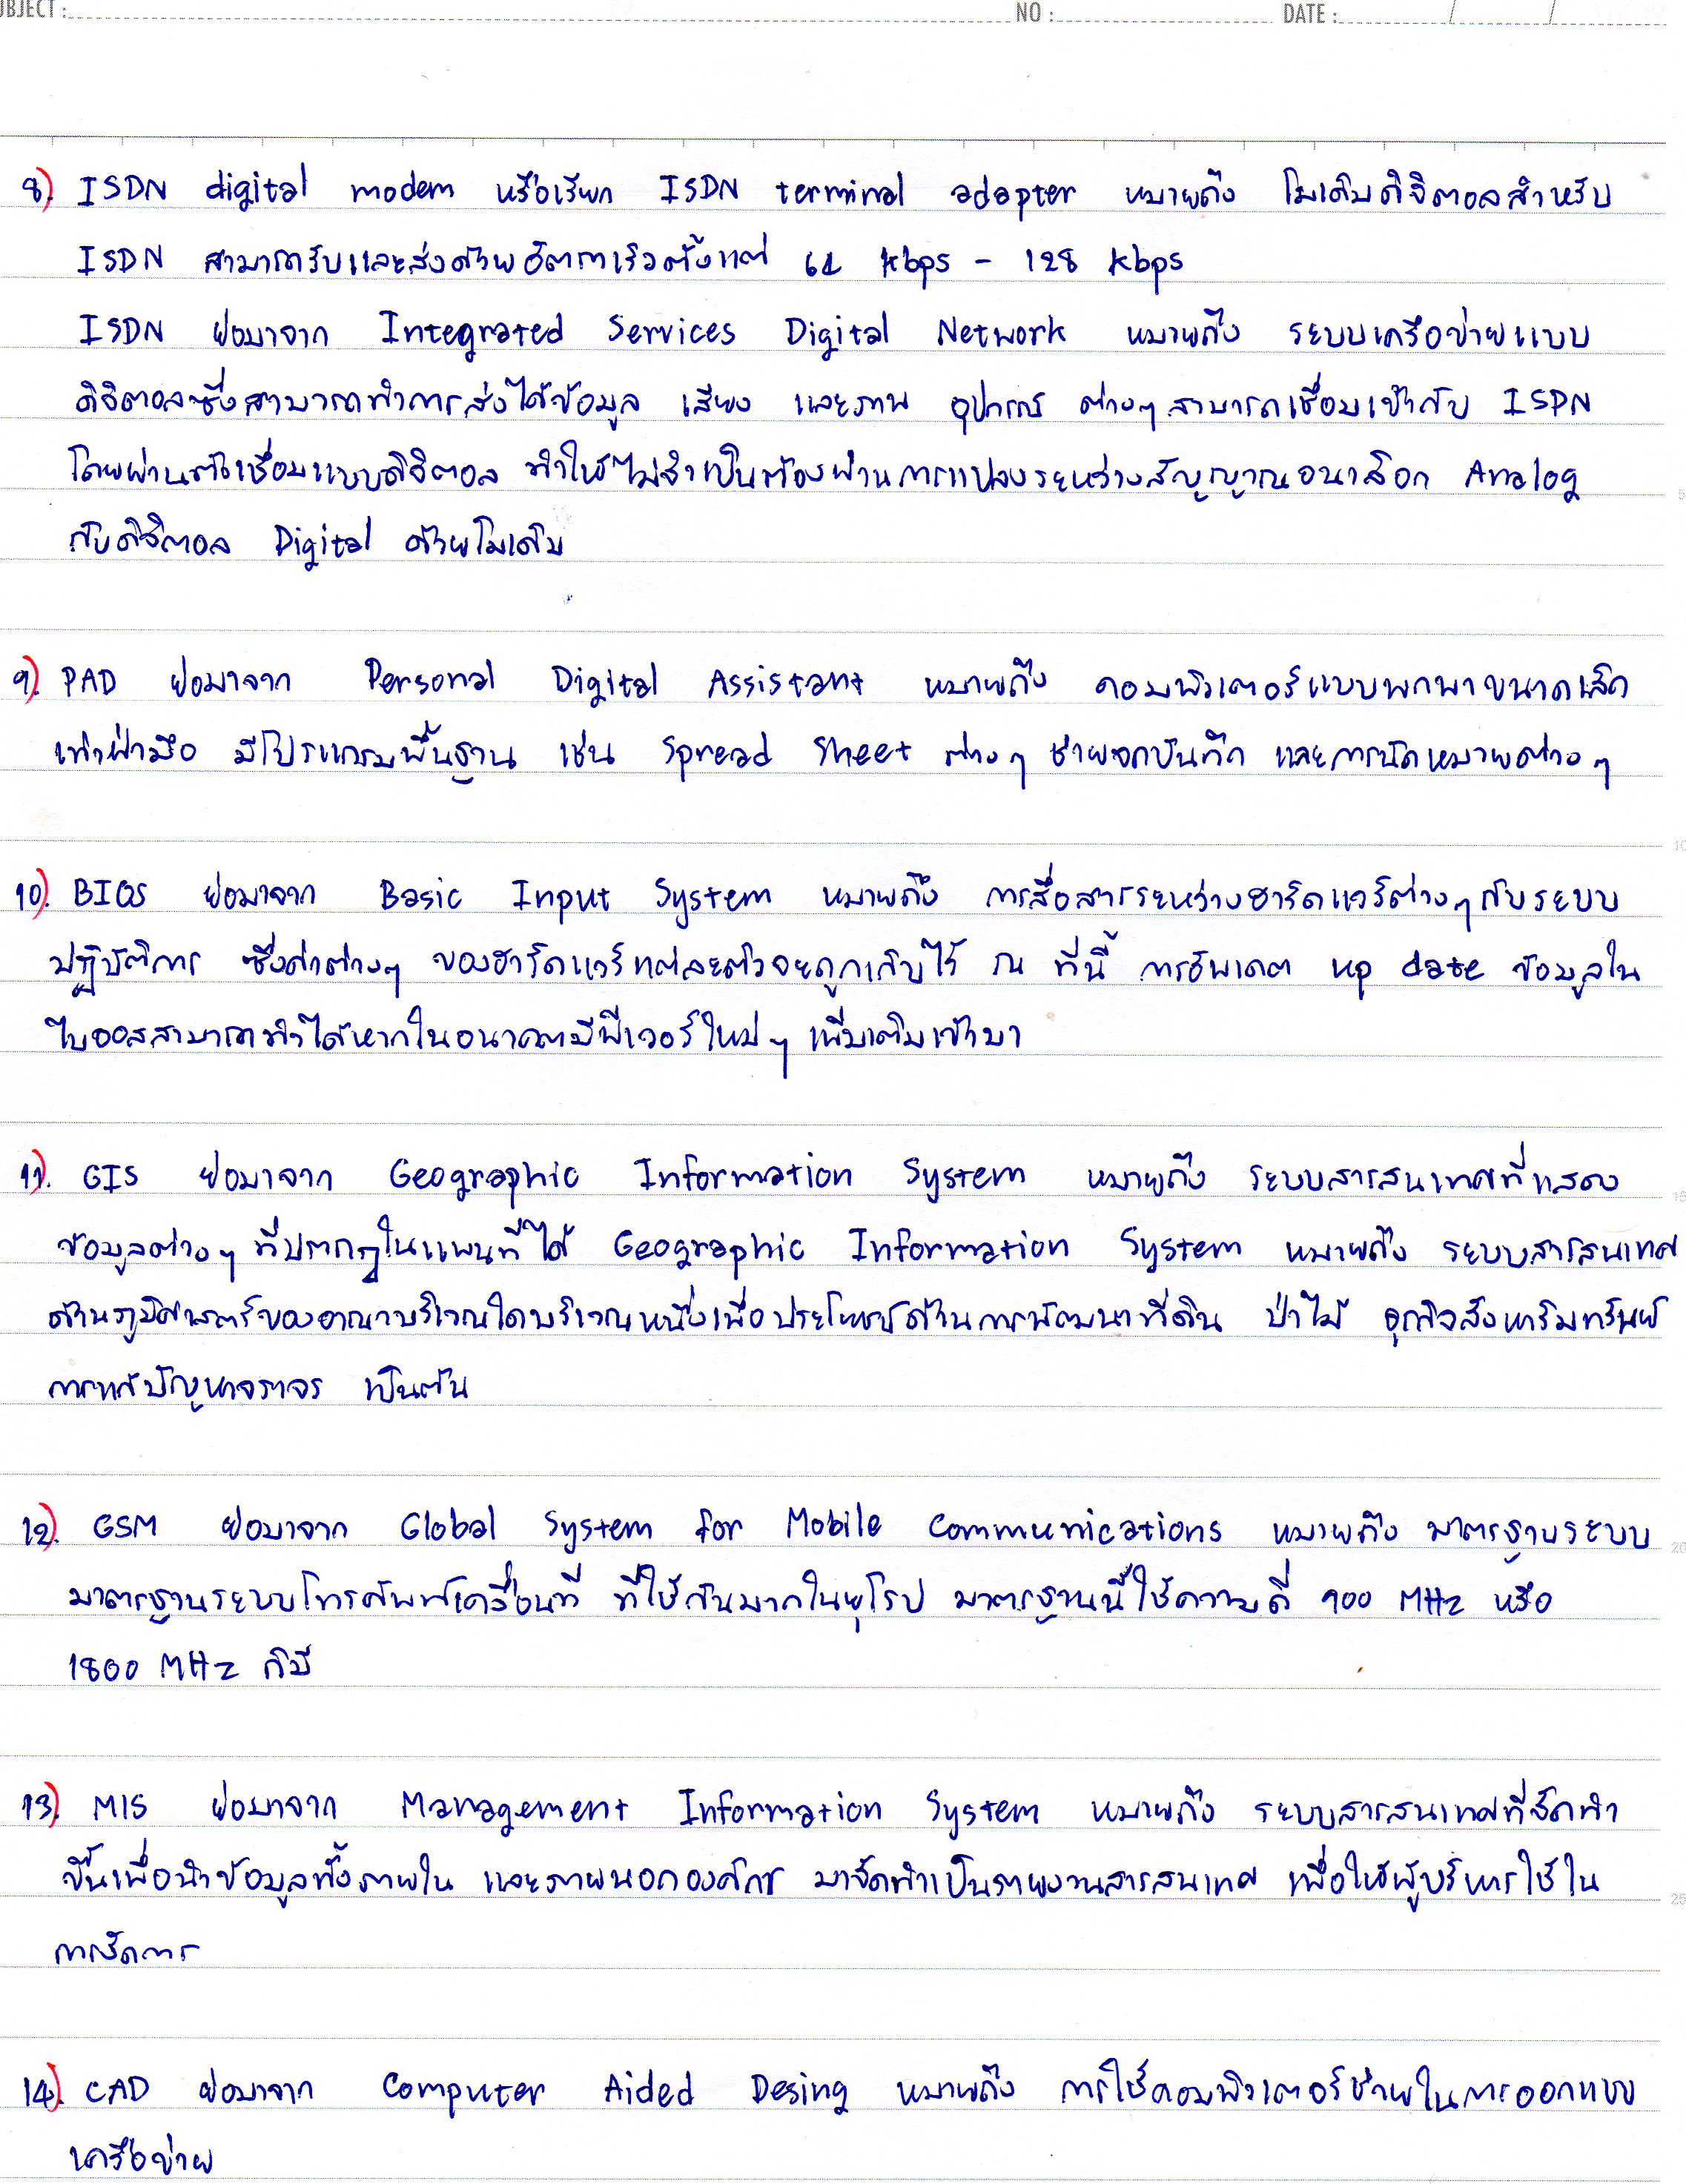 UBJECT : NO : DATE : / /
8). ISDN digital modem หรือเรียก ISDN terminal adapter หมายถึง โมเด็มดิจิตอลสำหรับ
ISDN สามารถรับและส่งด้วยอัตราเร็วตั้งแต่ 64 kbps - 128 kbps
ISDN ย่อมาจาก Integrated Services Digital Network หมายถึง ระบบเครือข่ายแบบ
ดิจิตอลซึ่งสามารถทำการส่งได้ข้อมูล เสียง และภาพ อุปกรณ์ ต่างๆ สามารถเชื่อมเข้ากับ ISDN
โดยผ่านตัวเชื่อมแบบดิจิตอล ทำให้ไม่จำเป็นต้องผ่านการแปลงระหว่างสัญญาณอนาล็อก Analog
5
กับดิจิตอล Digital ด้วยโมเด็ม
9). PAD ย่อมาจาก Personal Digital Assistant หมายถึง คอมพิวเตอร์แบบพกพาขนาดเล็ก
เท่าฝ่ามือ มีโปรแกรมพื้นฐาน เช่น Spread Sheet ต่าง ๆ ช่วยจดบันทึก และการนัดหมายต่าง ๆ
10
10). BIOS ย่อมาจาก Basic Input System หมายถึง การสื่อสารระหว่างฮาร์ดแวร์ต่างๆ กับระบบ
ปฏิบัติการ ซึ่งค่าต่างๆ ของฮาร์ดแวร์แต่ละตัวจะถูกเก็บไว้ ณ ที่นี้ การอัพเดต up date ข้อมูลใน
ไบออสสามารถทำได้หากในอนาคตมีฟีเจอร์ใหม่ ๆ เพิ่มเติมเข้ามา
11). GIS ย่อมาจาก Geographic Information System หมายถึง ระบบสารสนเทศที่แสดง
15
ข้อมูลต่าง ๆ ที่ปรากฏในแผนที่ได้ Geographic Information System หมายถึง ระบบสารสนเทศ
ด้านภูมิศาสตร์ของอาณาบริเวณใดบริเวณหนึ่งเพื่อประโยชน์ด้านการพัฒนาที่ดิน ป่าไม้ ธุรกิจอสังหาริมทรัพย์
การแก้ปัญหาจราจร เป็นต้น
12). GSM ย่อมาจาก Global System for Mobile Communications หมายถึง มาตรฐานระบบ
20
มาตรฐานระบบโทรศัพท์เคลื่อนที่ ที่ใช้กันมากในยุโรป มาตรฐานนี้ใช้ความถี่ 900 MHz หรือ
1800 MHz ก็มี
13). MIS ย่อมาจาก Management Information System หมายถึง ระบบสารสนเทศที่จัดทำ
ขึ้นเพื่อนำข้อมูลทั้งภายใน และภายนอกองค์กร มาจัดทำเป็นรายงานสารสนเทศ เพื่อให้ผู้บริหารใช้ใน
25
การจัดการ
14). CAD ย่อมาจาก Computer Aided Desing หมายถึง การใช้คอมพิวเตอร์ช่วยในการออกแบบ
เครือข่าย